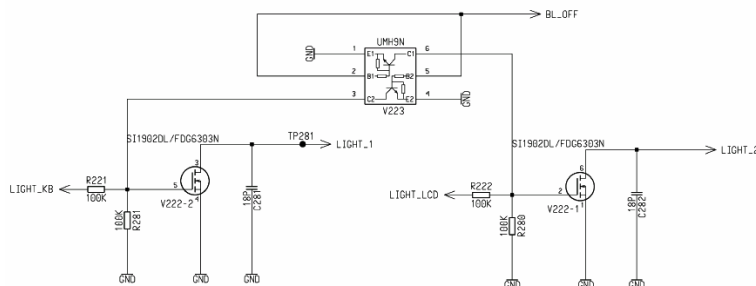 BL_OFF
UMH9N
GND 1 E1 C1 6
2 B1 B2 5
3 C2 E2 4 GND
V223
SI1902DL/FDG6303N
TP281
LIGHT_1
3
R221
LIGHT_KB
100K
5
4
V222-2
100K
R281
18P
C281
GND
GND
GND
SI1902DL/FDG6303N
LIGHT_2
6
R222
LIGHT_LCD
100K
2
1
V222-1
100K
R280
18P
C282
GND
GND
GND